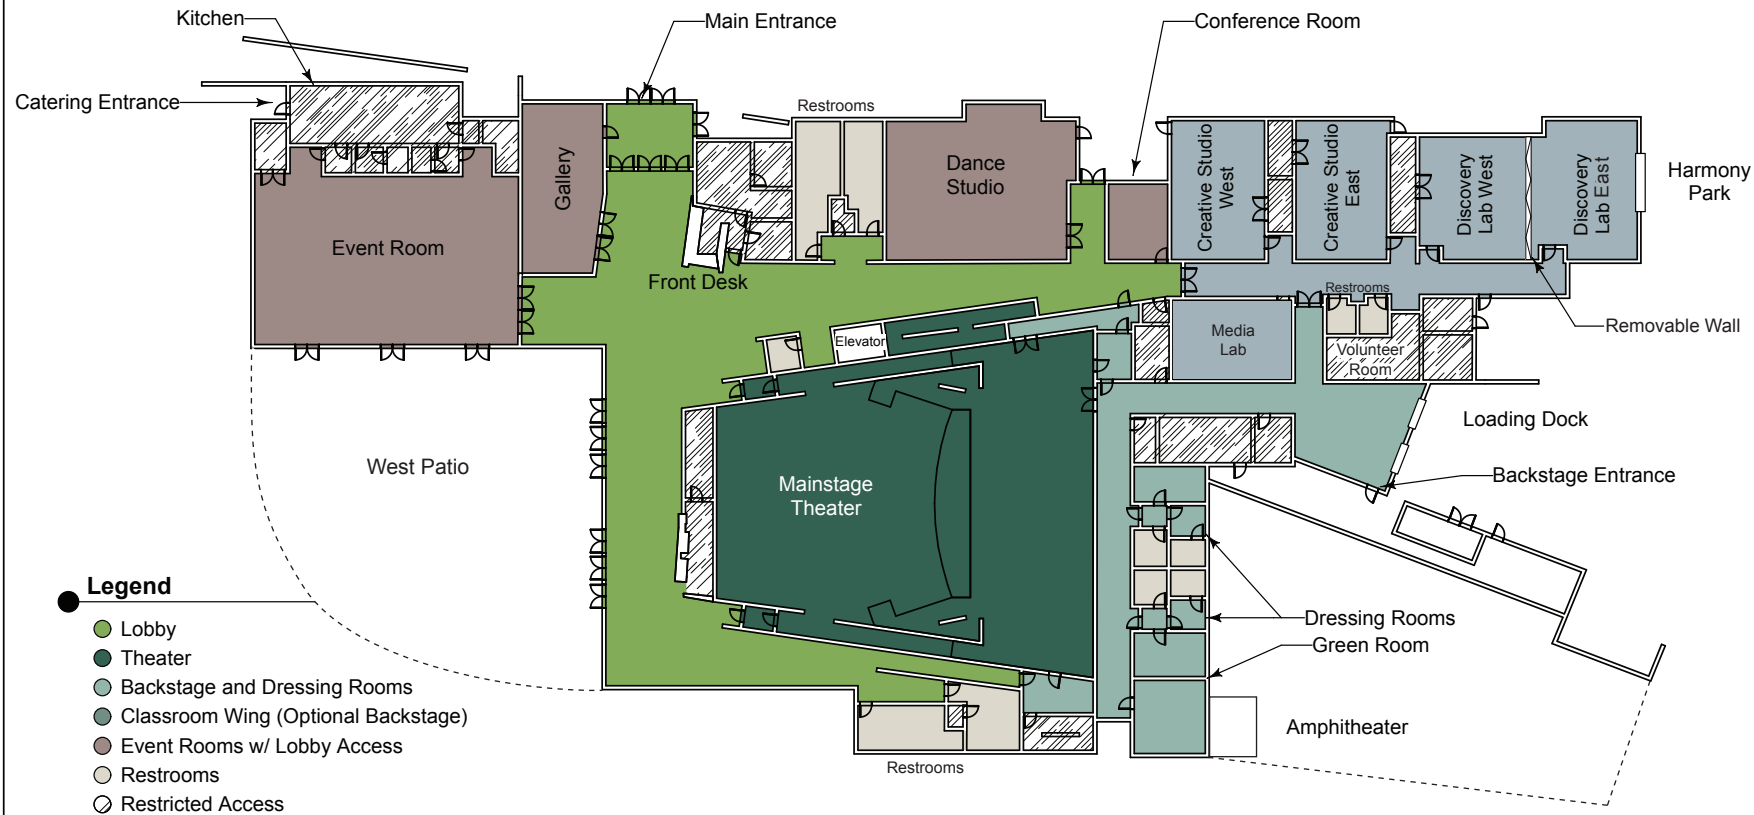 Kitchen
Main Entrance
Conference Room
Catering Entrance
Restrooms
Gallery
Dance
Studio
Creative Studio
West
Creative Studio
East
Discovery
Lab West
Discovery
Lab East
Harmony
Park
Event Room
Front Desk
Restrooms
Elevator
Media
Lab
Volunteer
Room
Removable Wall
Loading Dock
West Patio
Mainstage
Theater
Backstage Entrance
Legend
Lobby
Theater
Backstage and Dressing Rooms
Classroom Wing (Optional Backstage)
Event Rooms w/ Lobby Access
Restrooms
Restricted Access
Dressing Rooms
Green Room
Amphitheater
Restrooms